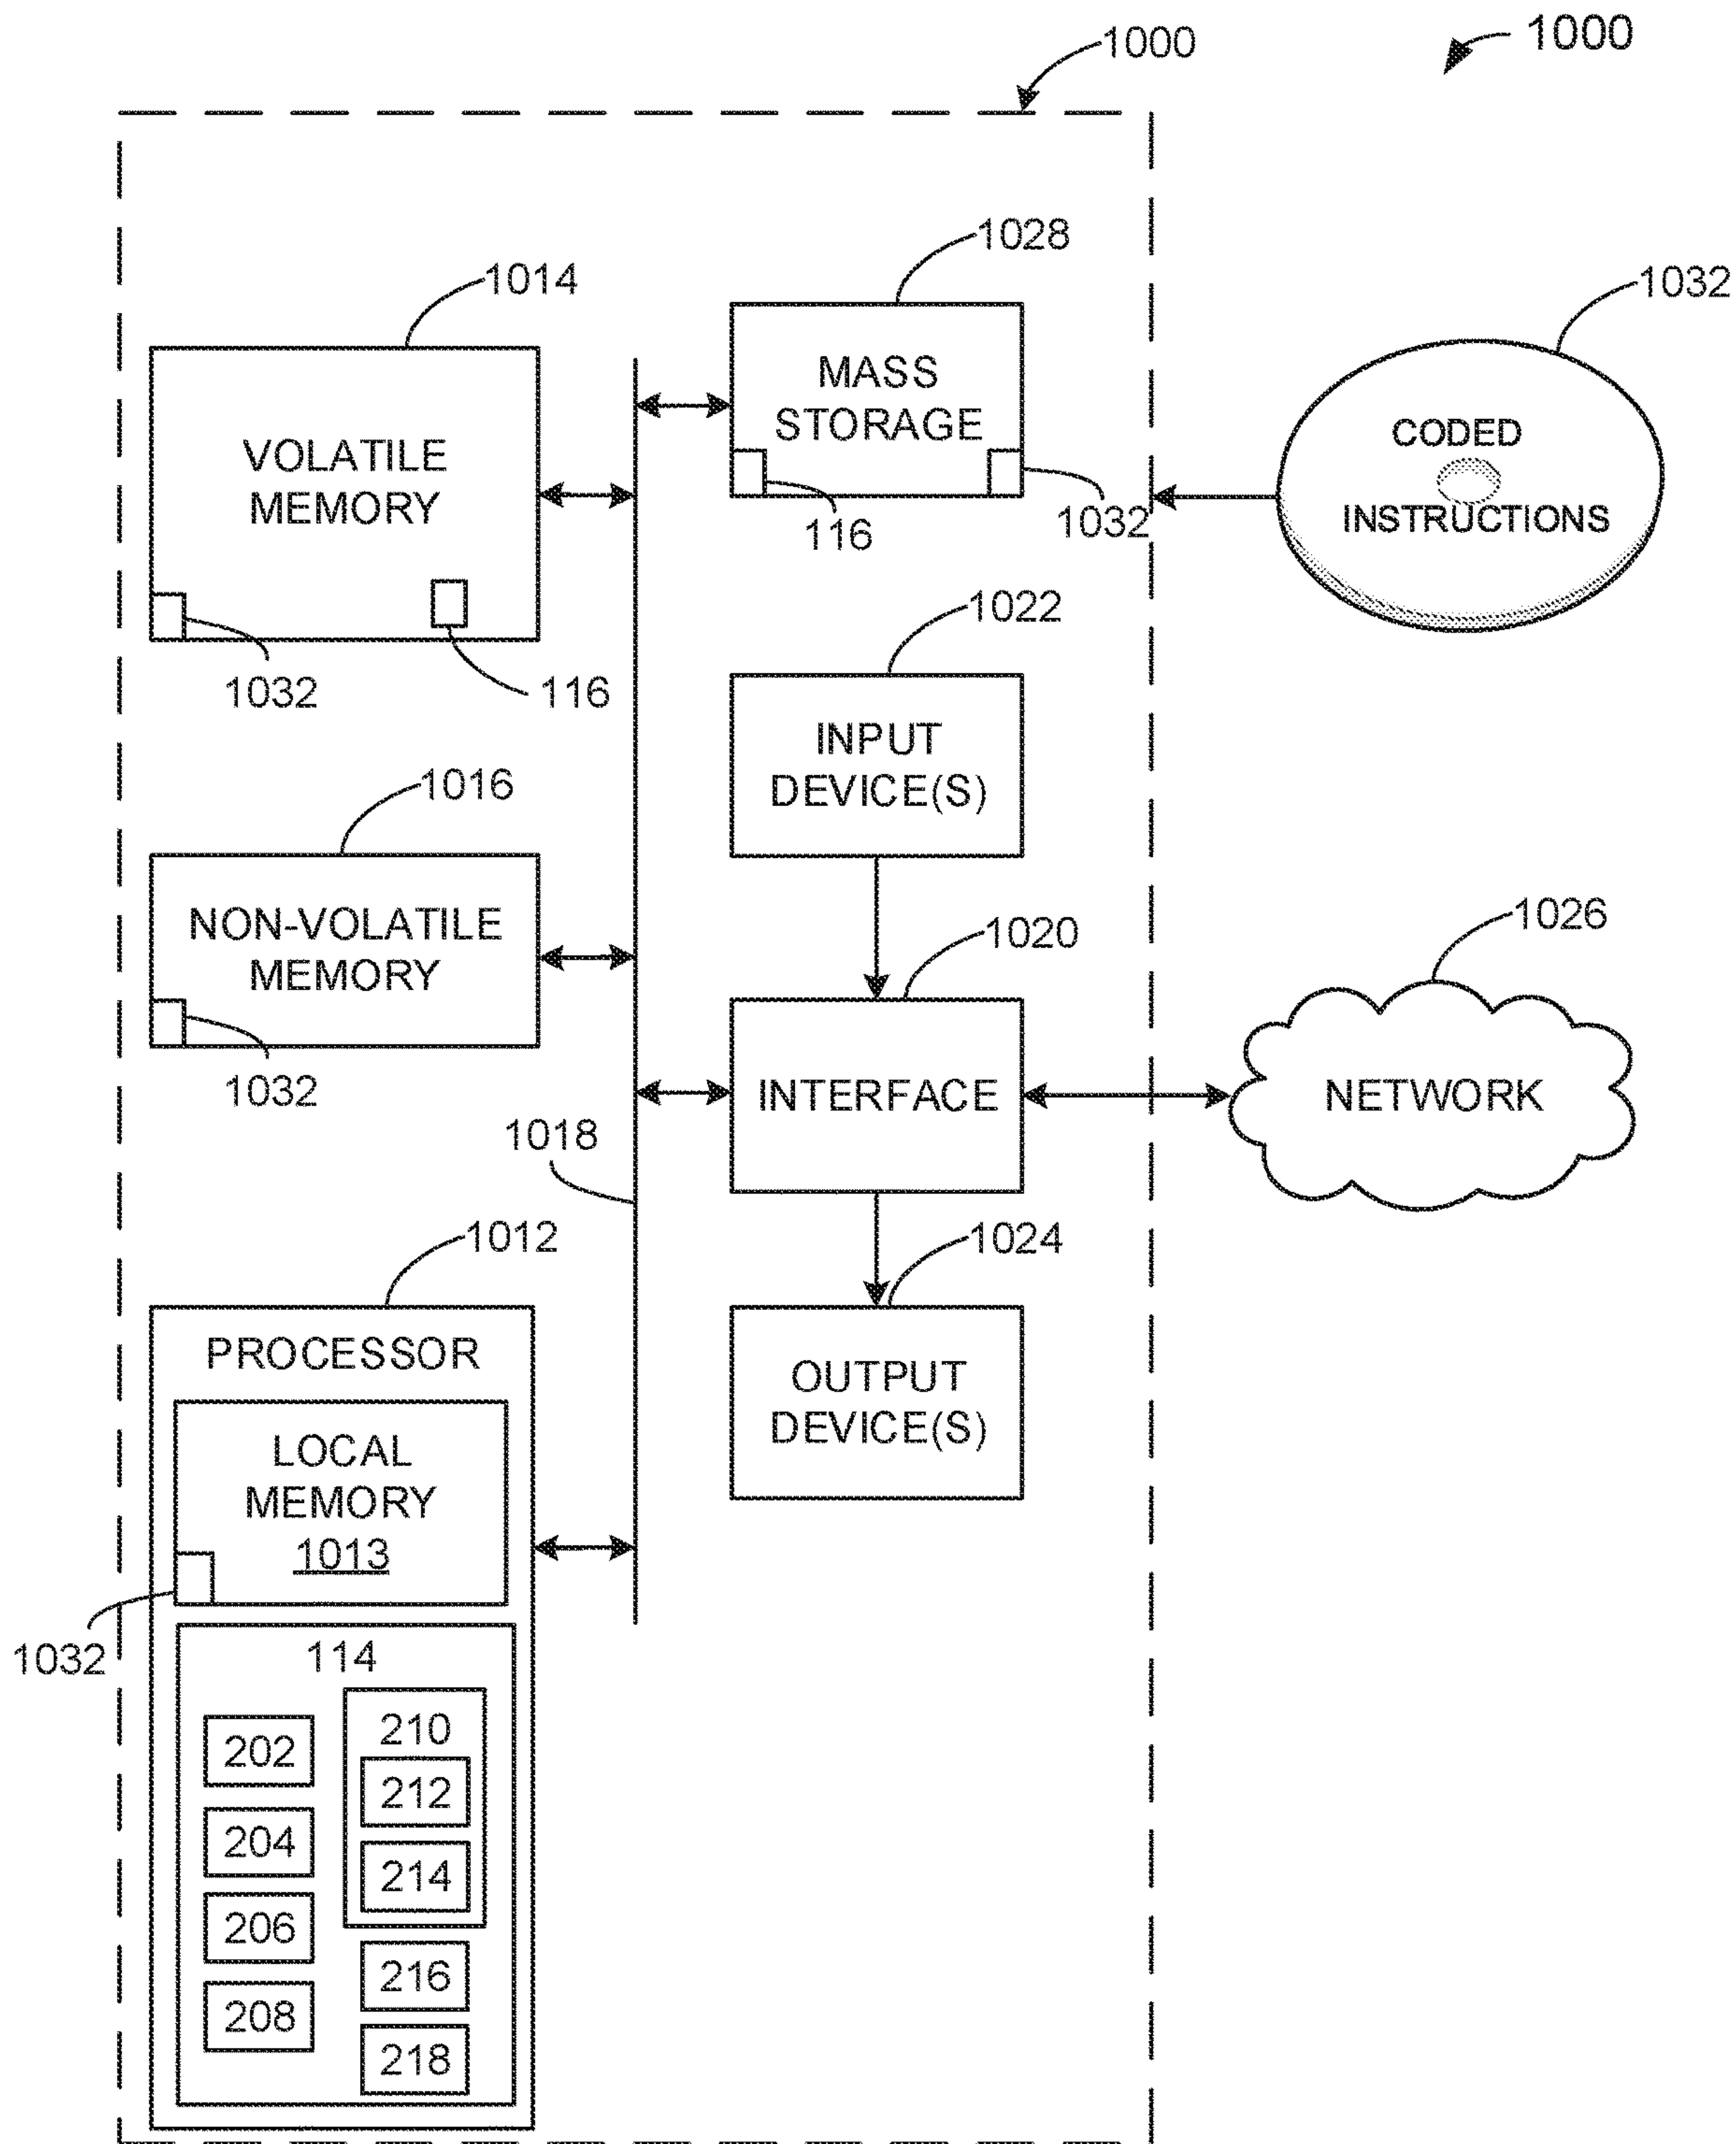 1000
1000
1028
1014
1032
MASS
STORAGE
CODED
INSTRUCTIONS
VOLATILE
MEMORY
116
1032
1022
1032
116
INPUT
DEVICE(S)
1016
NON-VOLATILE
MEMORY
1020
1026
1032
INTERFACE
NETWORK
1018
1012
1024
PROCESSOR
OUTPUT
DEVICE(S)
LOCAL
MEMORY
1013
1032
114
202
204
206
208
210
212
214
216
218